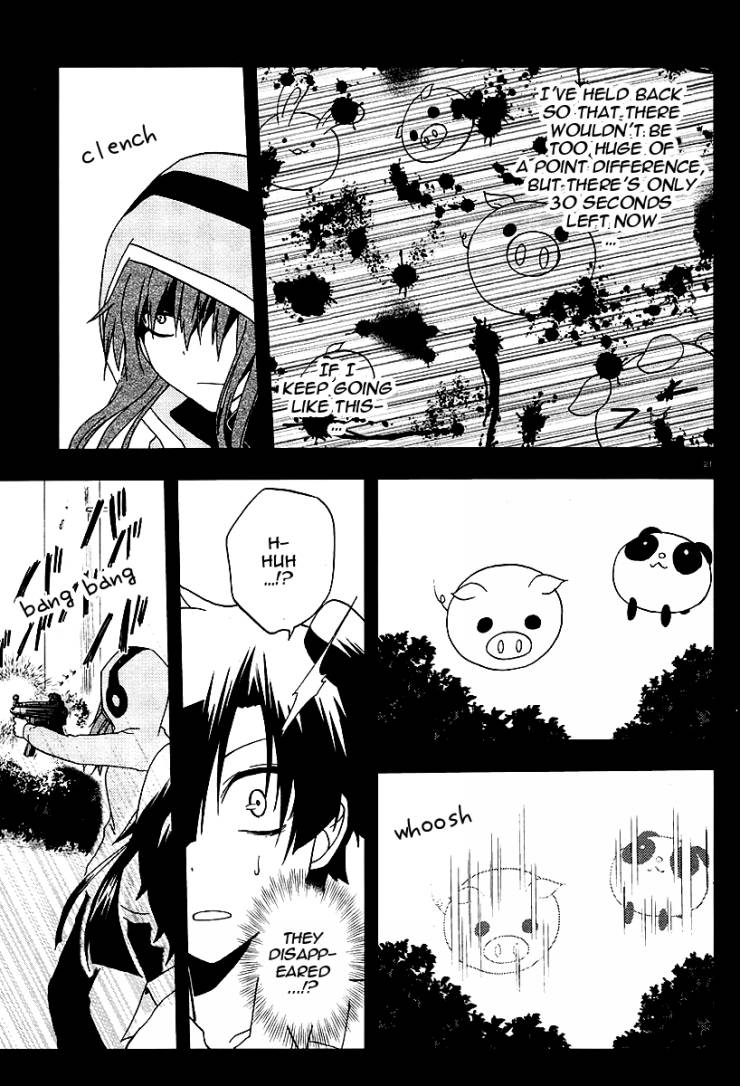 I'VE HELD BACK
SO THAT THERE
WOULDN'T BE
TOO HUGE OF
A POINT DIFFERENCE,
BUT THERE'S ONLY
30 SECONDS
LEFT NOW
...
IF I
KEEP GOING
LIKE THIS—
...
clench
21
whoosh
H-
HUH
...!?
THEY
DISAPP-
EARED
....!?
bang bang